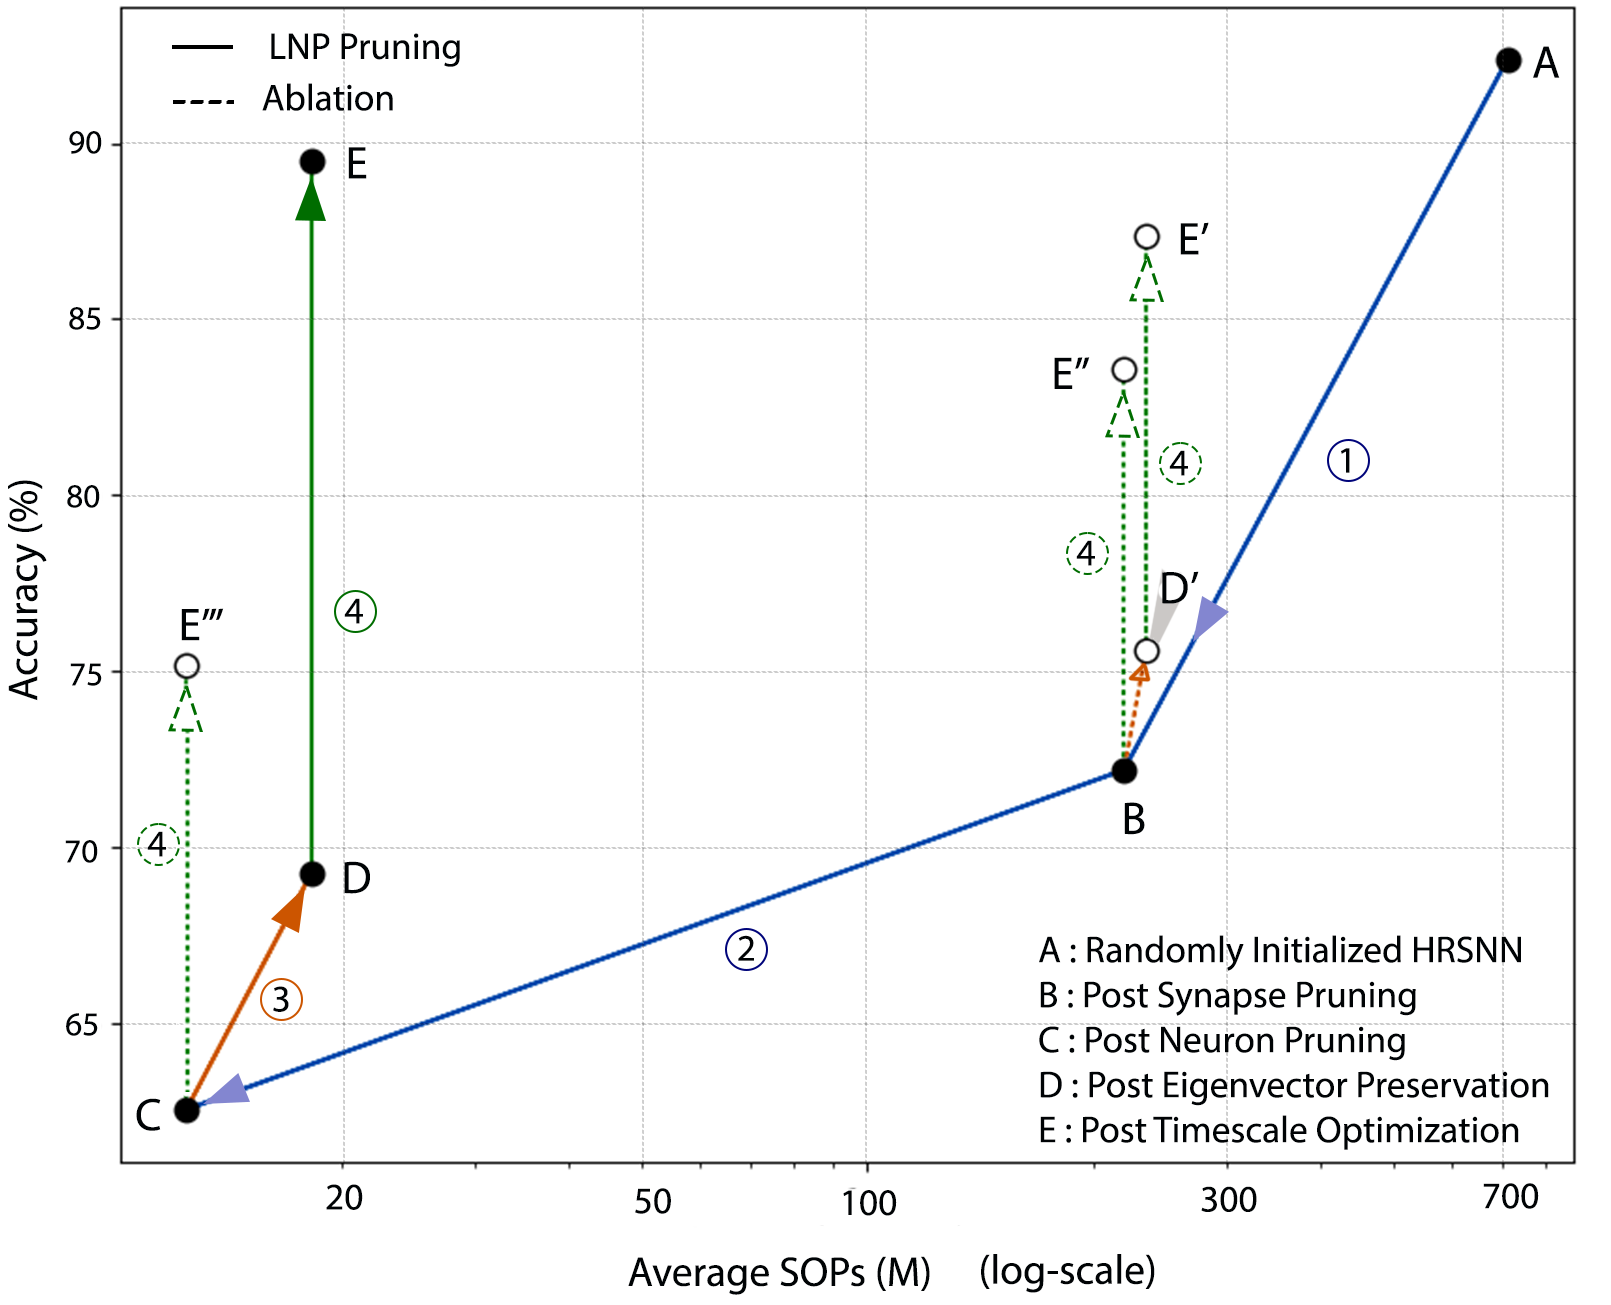 LNP Pruning
Ablation
A
90
E
E′
85
E″
1
80
4
4
D′
4
E‴
75
Accuracy (%)
B
4
70
D
2
A : Randomly Initialized HRSNN
B : Post Synapse Pruning
3
65
C : Post Neuron Pruning
D : Post Eigenvector Preservation
C
E : Post Timescale Optimization
20
50
100
300
700
Average SOPs (M) (log-scale)